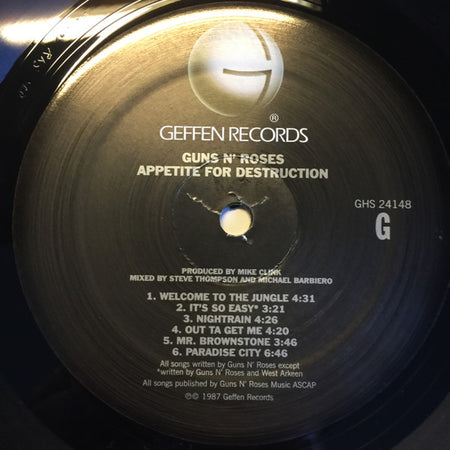 ®
GEFFEN RECORDS
GUNS N' ROSES
APPETITE FOR DESTRUCTION
GHS 24148
G
PRODUCED BY MIKE CLINK
MIXED BY STEVE THOMPSON AND MICHAEL BARBIERO
1. WELCOME TO THE JUNGLE 4:31
2. IT'S SO EASY* 3:21
3. NIGHTRAIN 4:26
4. OUT TA GET ME 4:20
5. MR. BROWNSTONE 3:46
6. PARADISE CITY 6:46
All songs written by Guns N' Roses except
*written by Guns N' Roses and West Arkeen
All songs published by Guns N' Roses Music ASCAP
℗© 1987 Geffen Records